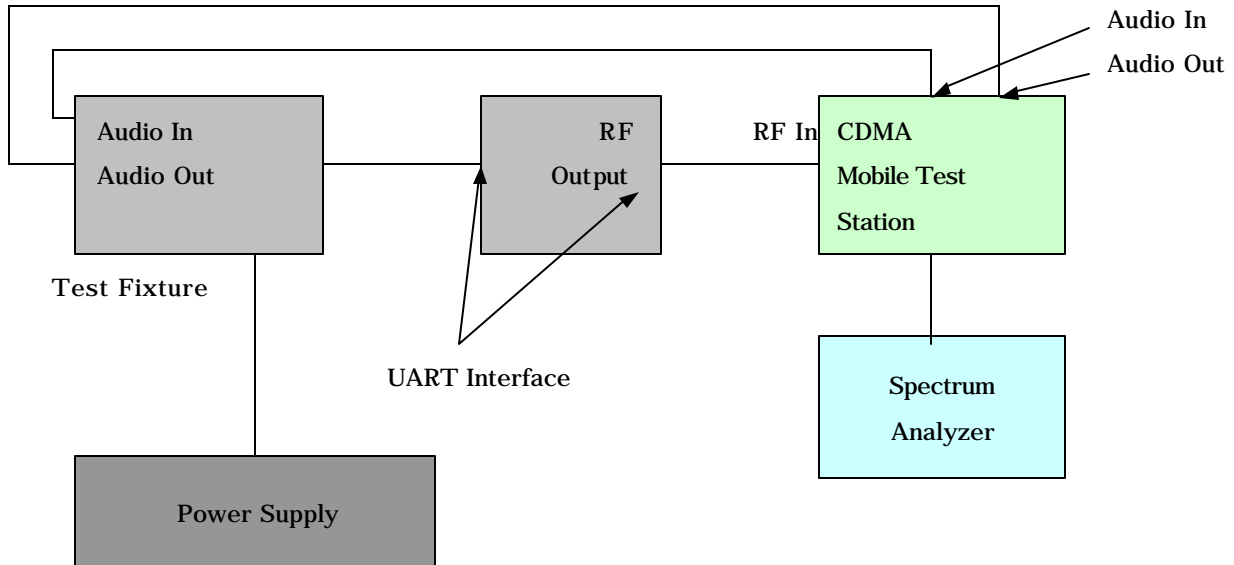 Audio In
Audio Out
Audio In
Audio Out
RF
Output
RF In
CDMA
Mobile Test
Station
Test Fixture
UART Interface
Spectrum
Analyzer
Power Supply